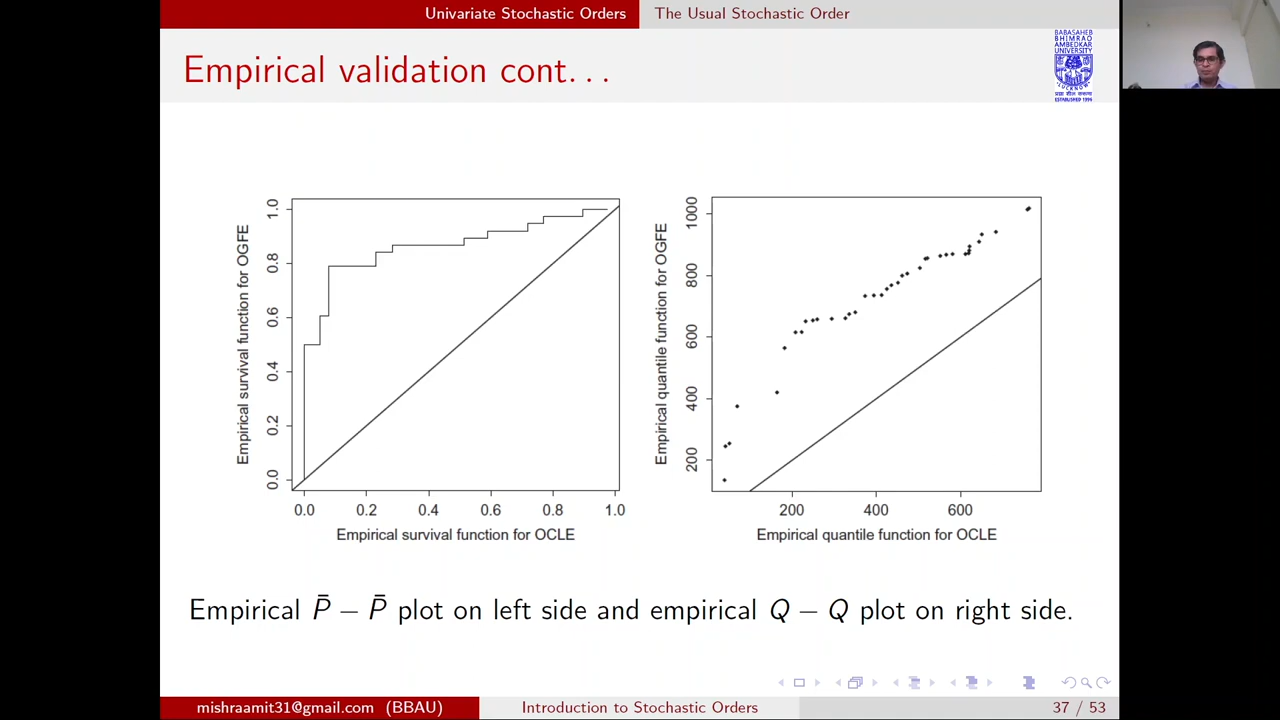 Univariate Stochastic Orders
The Usual Stochastic Order
Empirical validation cont. . .
BABASAHEB
BHIMRAO
AMBEDKAR
UNIVERSITY
LUCKNOW
ESTABLISHED 1996
Empirical survival function for OGFE
1.0
0.8
0.6
0.4
0.2
0.0
0.0 0.2 0.4 0.6 0.8 1.0
Empirical survival function for OCLE
Empirical quantile function for OGFE
1000
800
600
400
200
200 400 600
Empirical quantile function for OCLE
Empirical P̄ − P̄ plot on left side and empirical Q − Q plot on right side.
mishraamit31@gmail.com (BBAU)
Introduction to Stochastic Orders
37 / 53